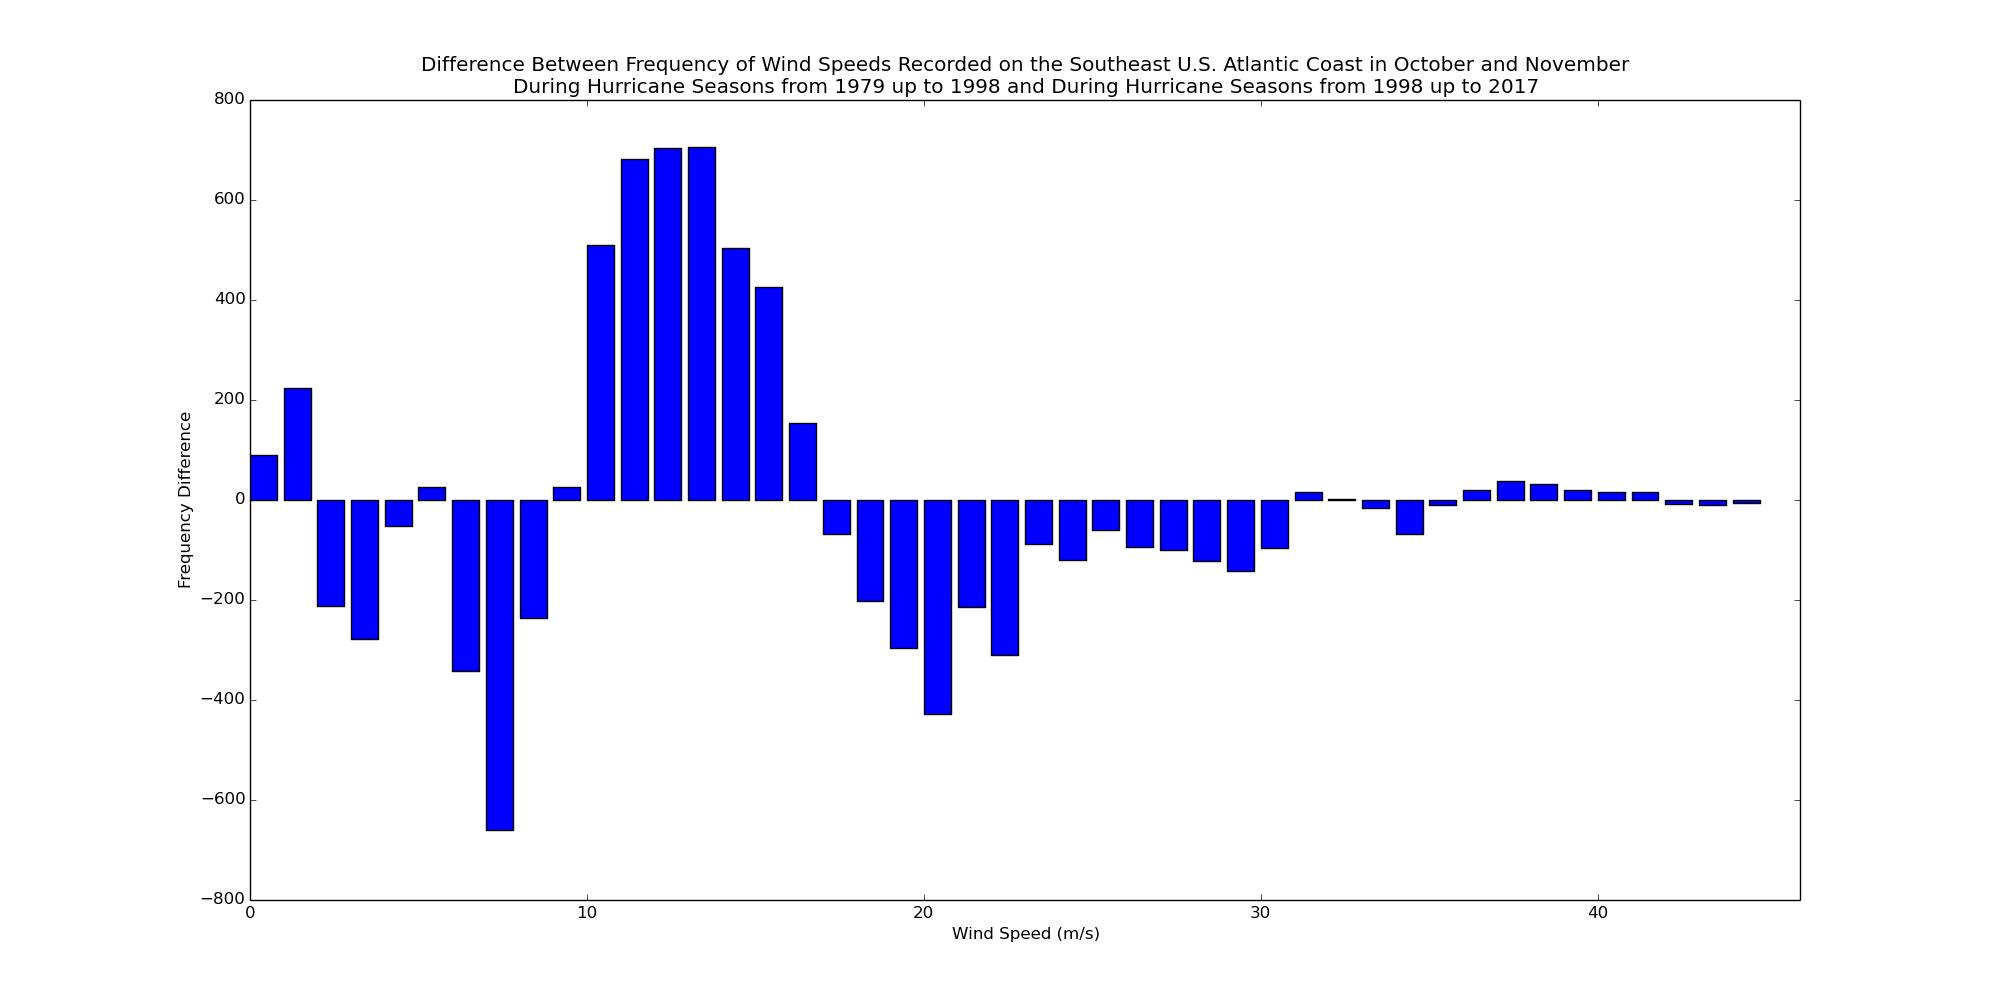 Difference Between Frequency of Wind Speeds Recorded on the Southeast U.S. Atlantic Coast in October and November
During Hurricane Seasons from 1979 up to 1998 and During Hurricane Seasons from 1998 up to 2017
800
600
400
200
0
−200
−400
−600
−800
Frequency Difference
0 10 20 30 40
Wind Speed (m/s)